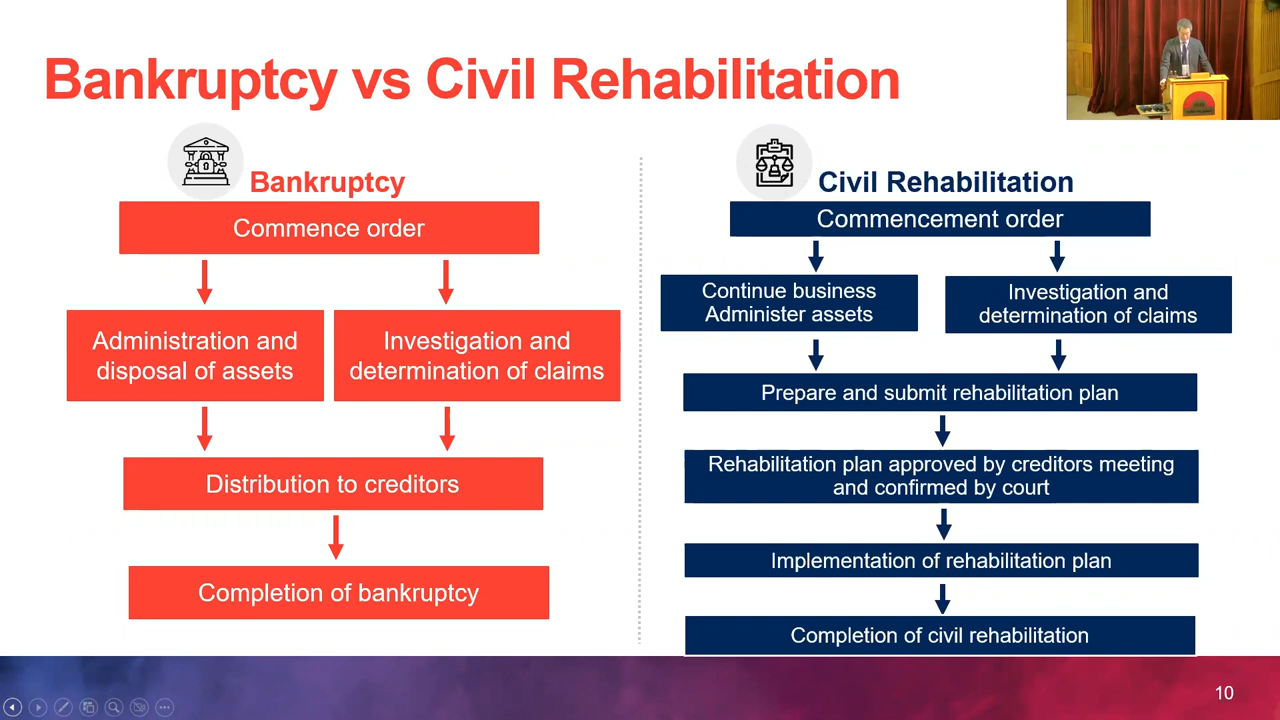 Bankruptcy vs Civil Rehabilitation
Bankruptcy
Commence order
Administration and
disposal of assets
Investigation and
determination of claims
Distribution to creditors
Completion of bankruptcy
Civil Rehabilitation
Commencement order
Continue business
Administer assets
Investigation and
determination of claims
Prepare and submit rehabilitation plan
Rehabilitation plan approved by creditors meeting
and confirmed by court
Implementation of rehabilitation plan
Completion of civil rehabilitation
10